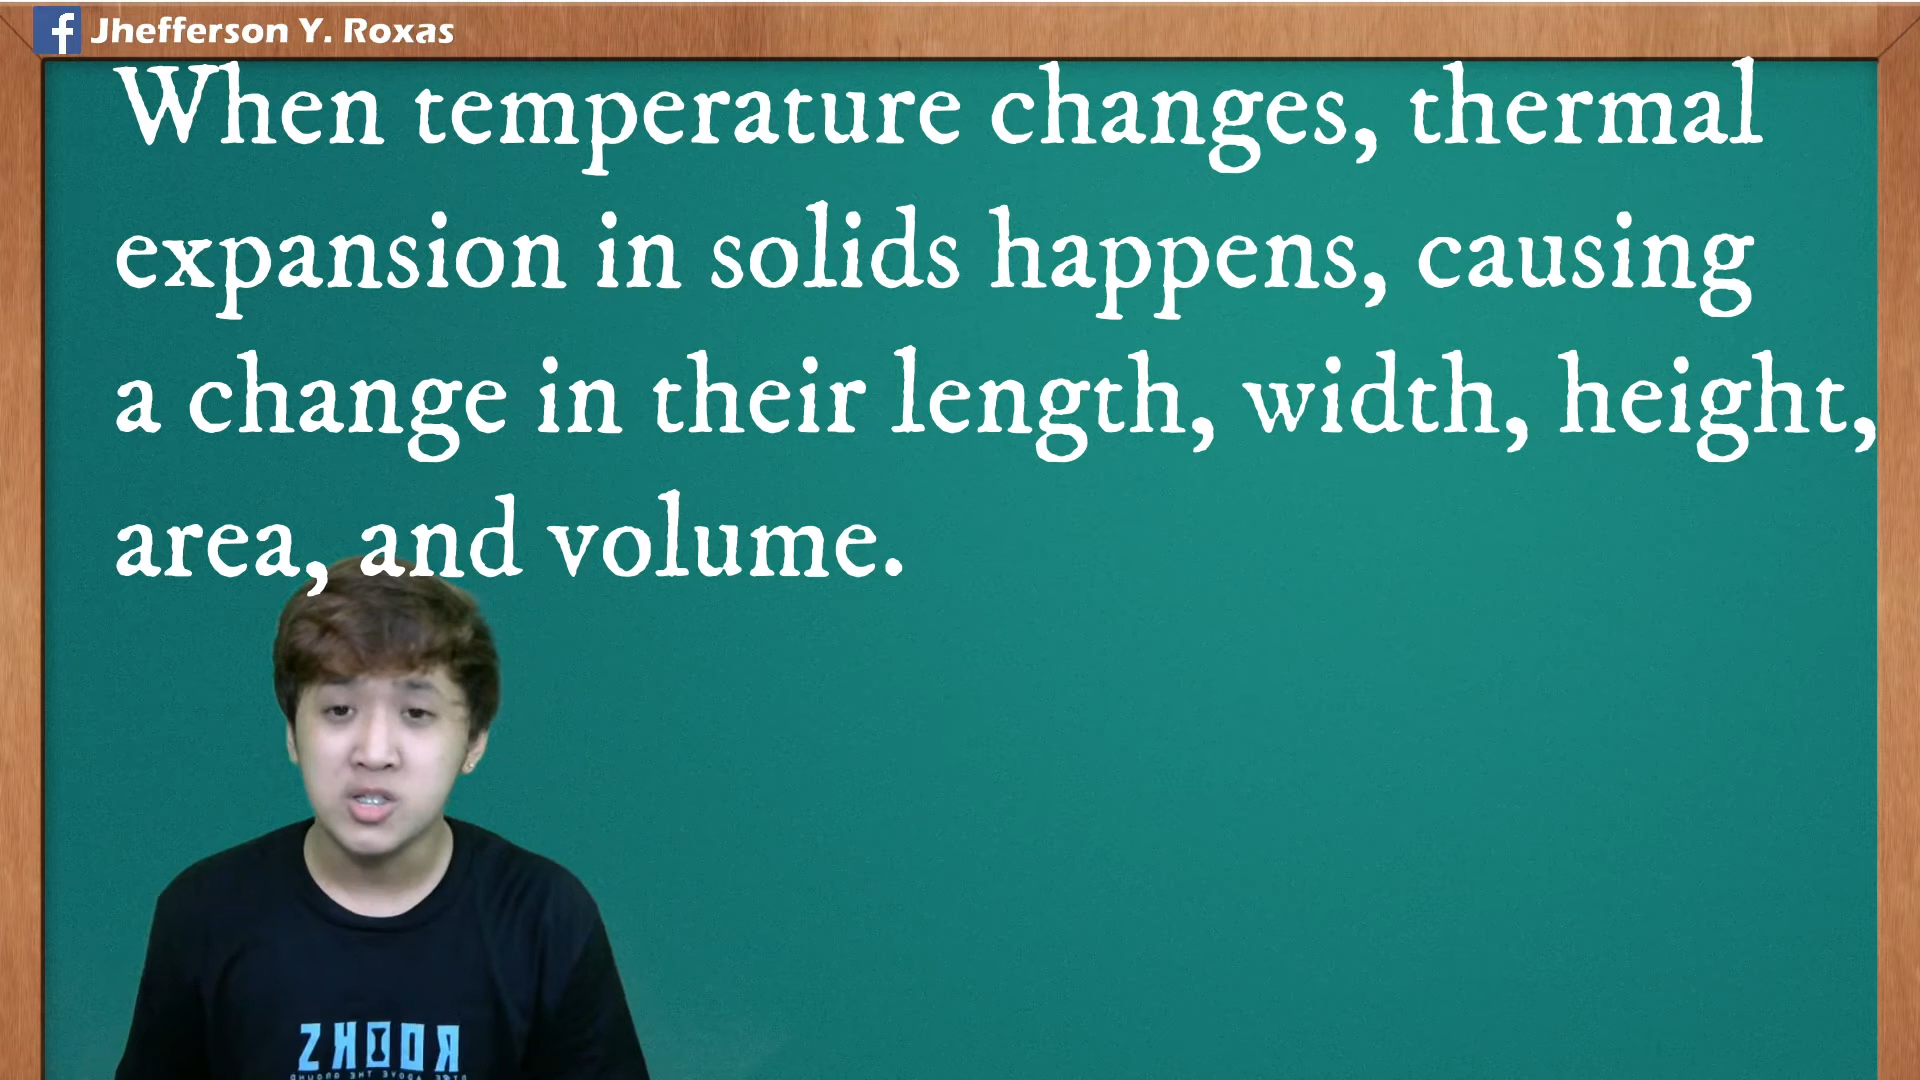 Jhefferson Y. Roxas
When temperature changes, thermal
expansion in solids happens, causing
a change in their length, width, height,
area, and volume.